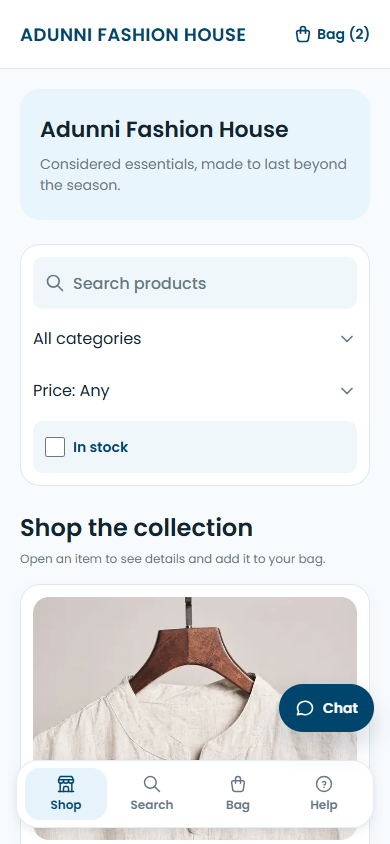 ADUNNI FASHION HOUSE
Bag (2)
Adunni Fashion House
Considered essentials, made to last beyond
the season.
Search products
All categories
Price: Any
In stock
Shop the collection
Open an item to see details and add it to your bag.
Chat
Shop
Search
Bag
Help